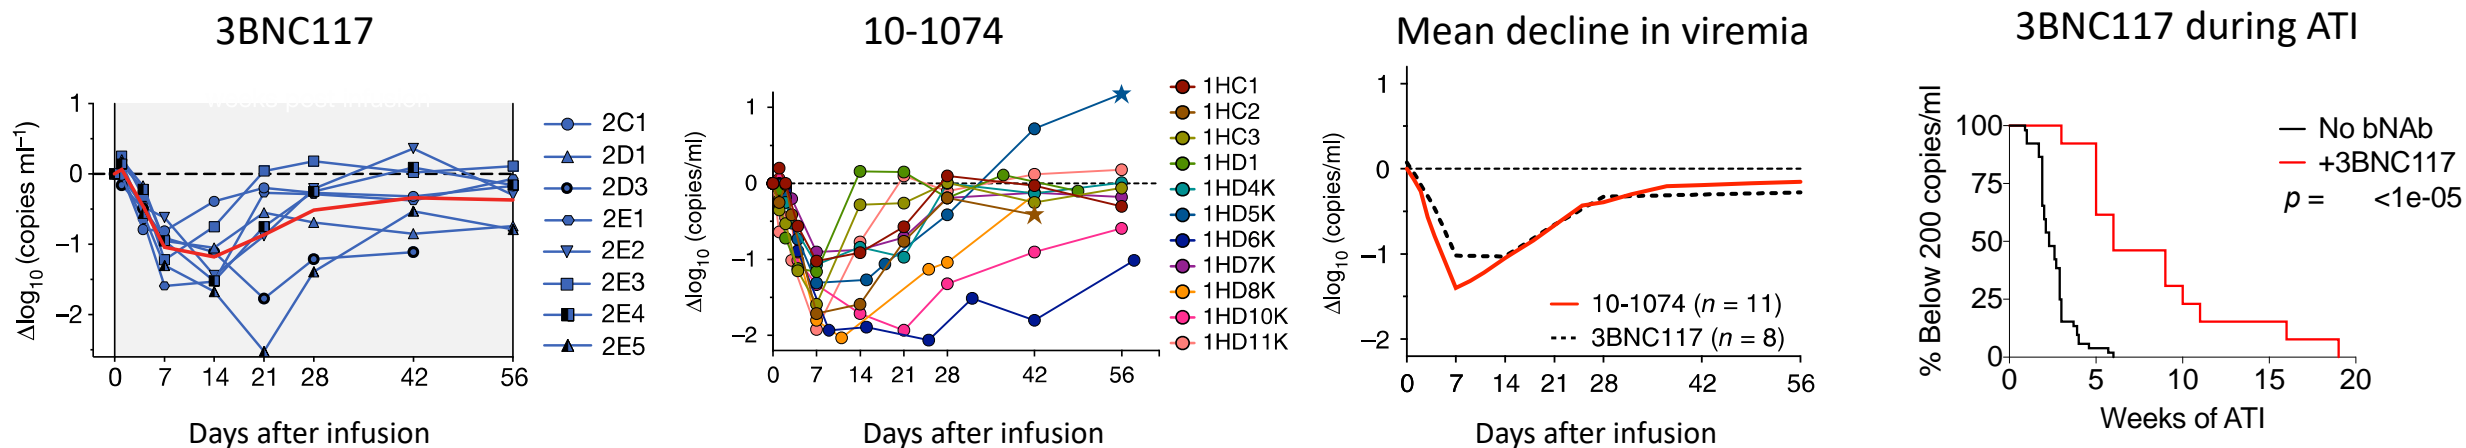 3BNC117
weeks post infusion
Δlog10 (copies ml−1)
1
0
−1
−2
0 7 14 21 28 42 56
Days after infusion
2C1
2D1
2D3
2E1
2E2
2E3
2E4
2E5
10-1074
Δlog10 (copies/ml)
1
0
−1
−2
0 7 14 21 28 42 56
Days after infusion
1HC1
1HC2
1HC3
1HD1
1HD4K
1HD5K
1HD6K
1HD7K
1HD8K
1HD10K
1HD11K
Mean decline in viremia
Δlog10 (copies/ml)
1
0
−1
−2
10-1074 (n = 11)
3BNC117 (n = 8)
0 7 14 21 28 42 56
Days after infusion
3BNC117 during ATI
% Below 200 copies/ml
100
75
50
25
0
No bNAb
+3BNC117
p = <1e-05
0 5 10 15 20
Weeks of ATI